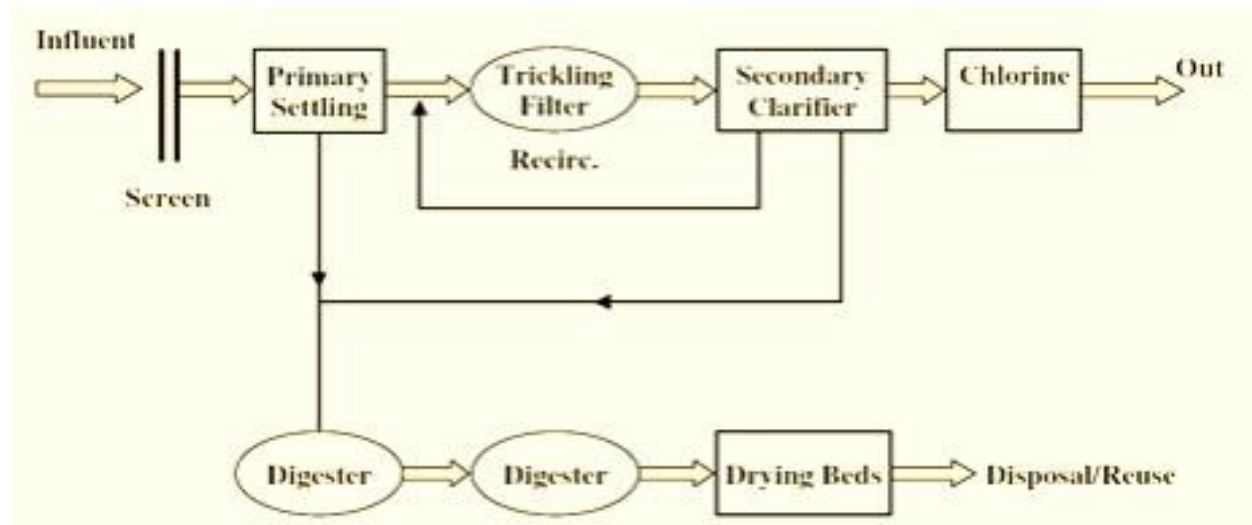 Influent
Screen
Primary
Settling
Trickling
Filter
Recirc.
Secondary
Clarifier
Chlorine
Out
Digester
Digester
Drying Beds
Disposal/Reuse